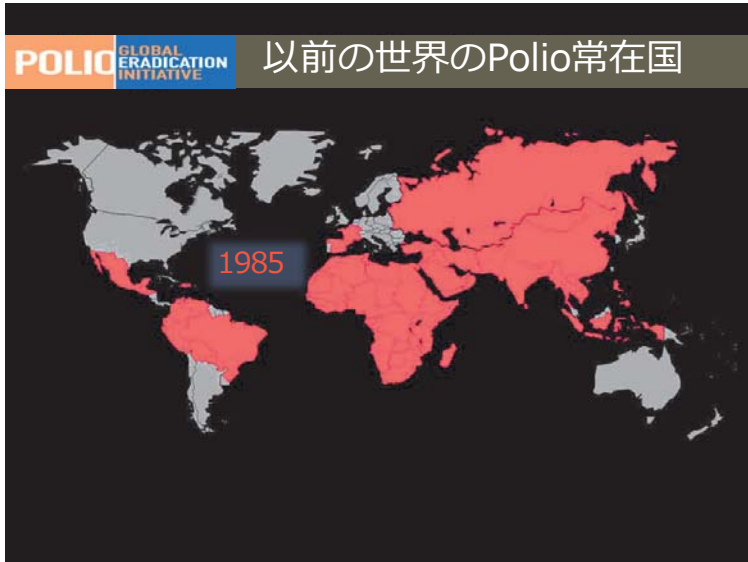 POLIO GLOBAL
ERADICATION
INITIATIVE
以前の世界のPolio常在国
1985